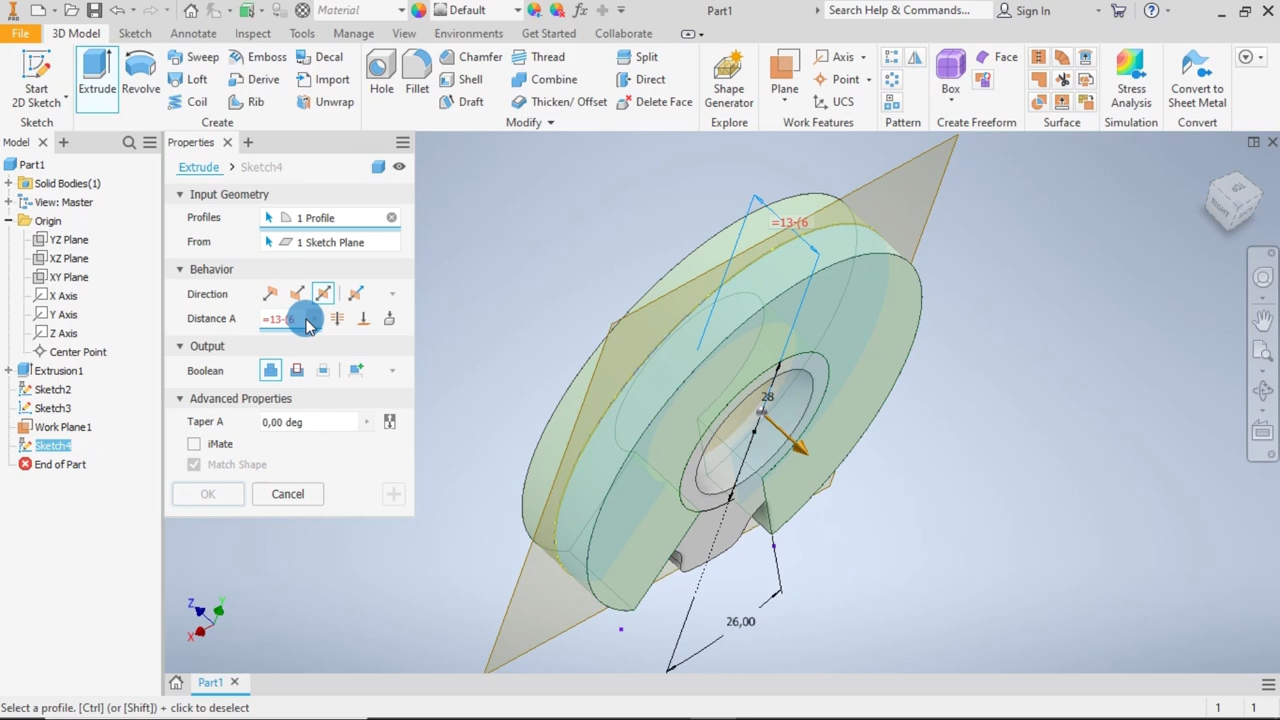 PRO
Material
Default
Part1
Search Help & Commands...
Sign In
File
3D Model
Sketch
Annotate
Inspect
Tools
Manage
View
Environments
Get Started
Collaborate
Start
2D Sketch
Extrude
Revolve
Sweep
Loft
Coil
Emboss
Derive
Rib
Decal
Import
Unwrap
Hole
Fillet
Chamfer
Shell
Draft
Thread
Combine
Thicken/ Offset
Split
Direct
Delete Face
Shape
Generator
Plane
Axis
Point
UCS
Box
Face
Stress
Analysis
Convert to
Sheet Metal
Sketch
Create
Modify
Explore
Work Features
Pattern
Create Freeform
Surface
Simulation
Convert
Model
Part1
Solid Bodies(1)
View: Master
Origin
YZ Plane
XZ Plane
XY Plane
X Axis
Y Axis
Z Axis
Center Point
Extrusion1
Sketch2
Sketch3
Work Plane1
Sketch4
End of Part
Properties
Extrude > Sketch4
Input Geometry
Profiles
1 Profile
From
1 Sketch Plane
Behavior
Direction
Distance A
=13-(6
Output
Boolean
Advanced Properties
Taper A
0,00 deg
iMate
Match Shape
OK
Cancel
=13-(6
28
26,00
RIGHT
Z
Y
X
Part1
Select a profile. [Ctrl] (or [Shift]) + click to deselect
1
1